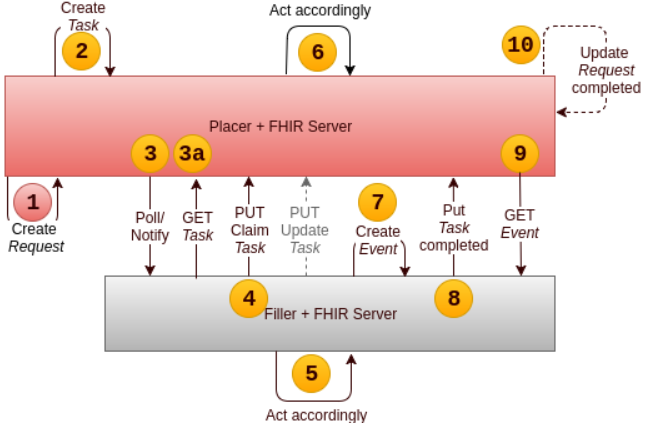 Create
Task
2
Act accordingly
6
10
Update
Request
completed
Placer + FHIR Server
3
3a
9
1
Create
Request
Poll/
Notify
GET
Task
PUT
Claim
Task
PUT
Update
Task
7
Create
Event
Put
Task
completed
GET
Event
4
Filler + FHIR Server
8
5
Act accordingly